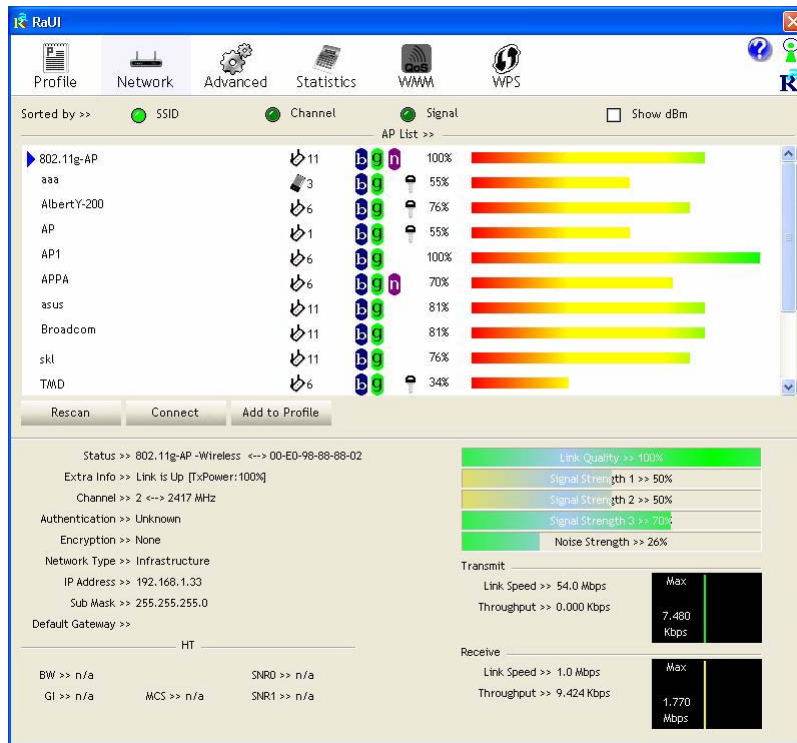 RaUI
Profile Network Advanced Statistics QoS WMM WPS
Sorted by >> SSID Channel Signal Show dBm
AP List >>
802.11g-AP 11 b g n 100%
aaa 3 b g 55%
AlbertY-200 6 b g 76%
AP 1 b g 55%
AP1 6 b g 100%
APPA 6 b g n 70%
asus 11 b g 81%
Broadcom 11 b g 81%
skl 11 b g 76%
TMD 6 b g 34%
Rescan Connect Add to Profile
Status >> 802.11g-AP -Wireless <--> 00-E0-98-88-88-02
Extra Info >> Link is Up [TxPower:100%]
Channel >> 2 <--> 2417 MHz
Authentication >> Unknown
Encryption >> None
Network Type >> Infrastructure
IP Address >> 192.168.1.33
Sub Mask >> 255.255.255.0
Default Gateway >>
HT
BW >> n/a SNR0 >> n/a
GI >> n/a MCS >> n/a SNR1 >> n/a
Link Quality >> 100%
Signal Strength 1 >> 50%
Signal Strength 2 >> 50%
Signal Strength 3 >> 70%
Noise Strength >> 26%
Transmit
Link Speed >> 54.0 Mbps
Throughput >> 0.000 Kbps
Max
7.480
Kbps
Receive
Link Speed >> 1.0 Mbps
Throughput >> 9.424 Kbps
Max
1.770
Mbps